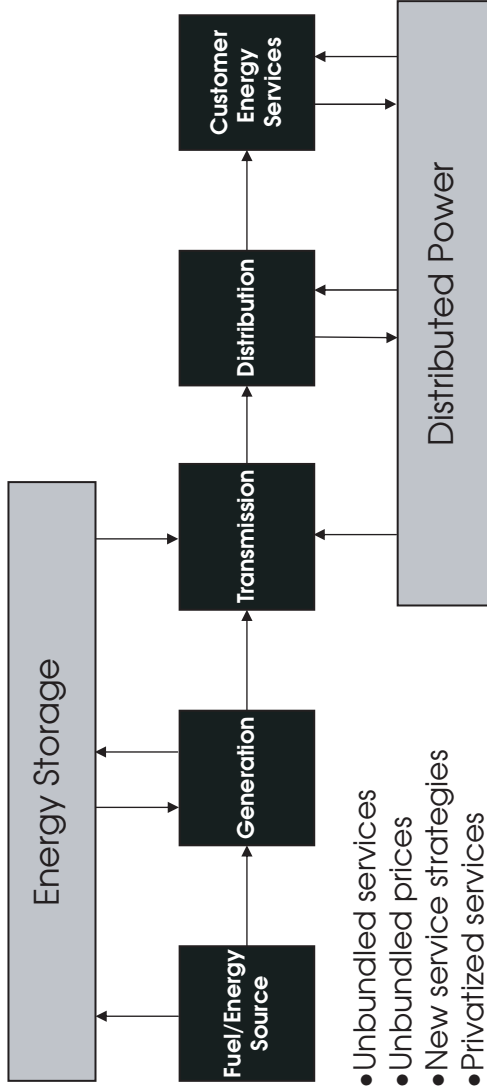 Energy Storage
Fuel/Energy
Source
Generation
Transmission
Distribution
Customer
Energy
Services
Distributed Power
•Unbundled services
•Unbundled prices
•New service strategies
•Privatized services